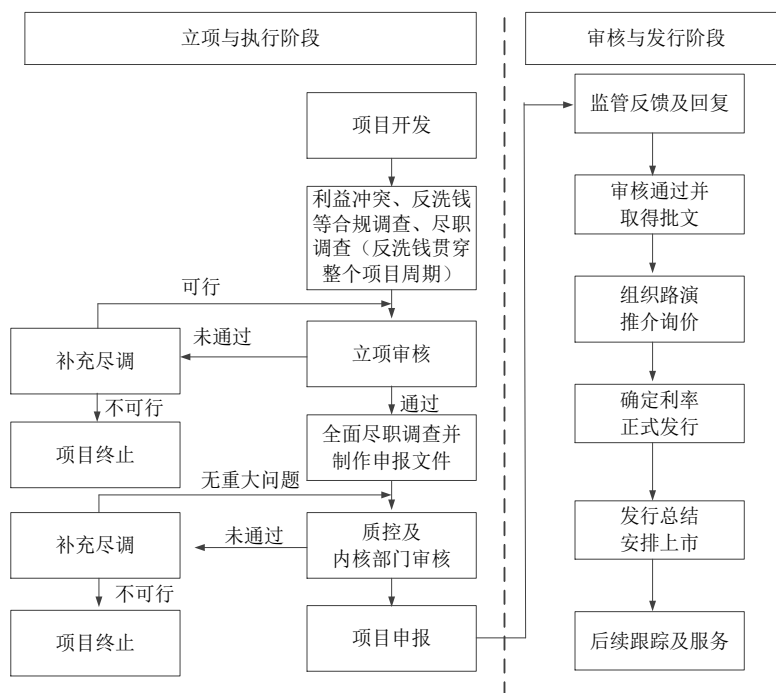 立项与执行阶段
审核与发行阶段
项目开发
利益冲突、反洗钱
等合规调查、尽职
调查（反洗钱贯穿
整个项目周期）
可行
立项审核
未通过
补充尽调
不可行
项目终止
通过
全面尽职调查并
制作申报文件
无重大问题
质控及
内核部门审核
未通过
补充尽调
不可行
项目终止
项目申报
监管反馈及回复
审核通过并
取得批文
组织路演
推介询价
确定利率
正式发行
发行总结
安排上市
后续跟踪及服务